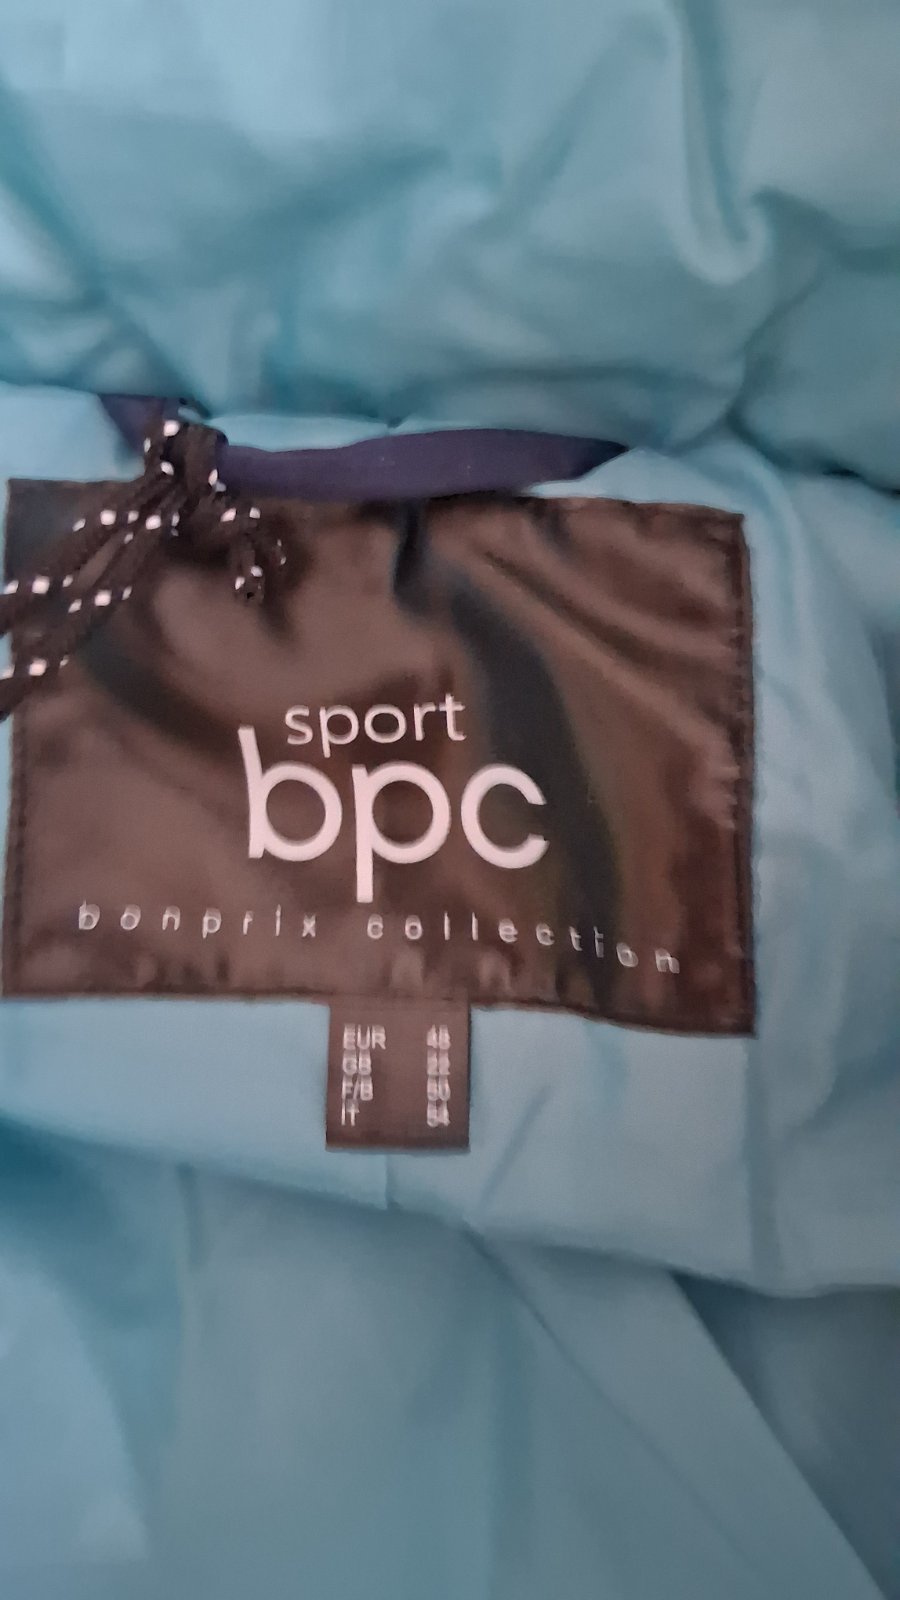 sport
bpc
bonprix collection
EUR 48
GB 22
F/B 50
IT 54